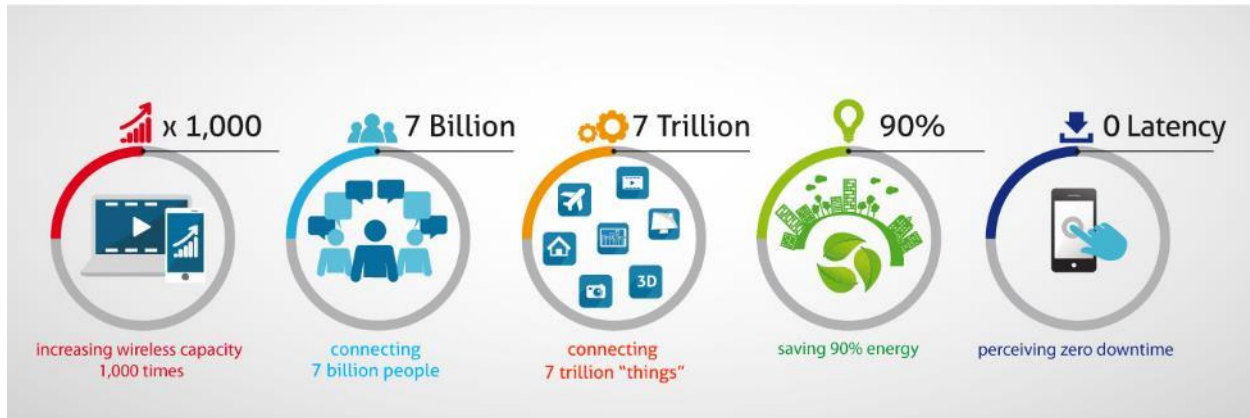 x 1,000
7 Billion
7 Trillion
90%
0 Latency
3D
increasing wireless capacity
1,000 times
connecting
7 billion people
connecting
7 trillion “things”
saving 90% energy
perceiving zero downtime